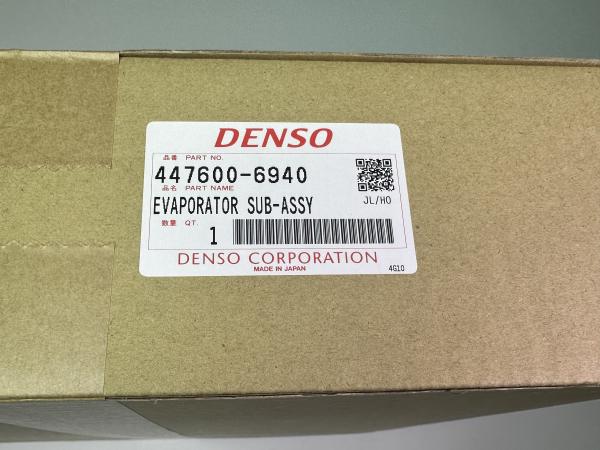 DENSO
品番 PART NO.
447600-6940
品名 PART NAME
EVAPORATOR SUB-ASSY
JL/HO
数量 QT.
1
DENSO CORPORATION
MADE IN JAPAN
4G10